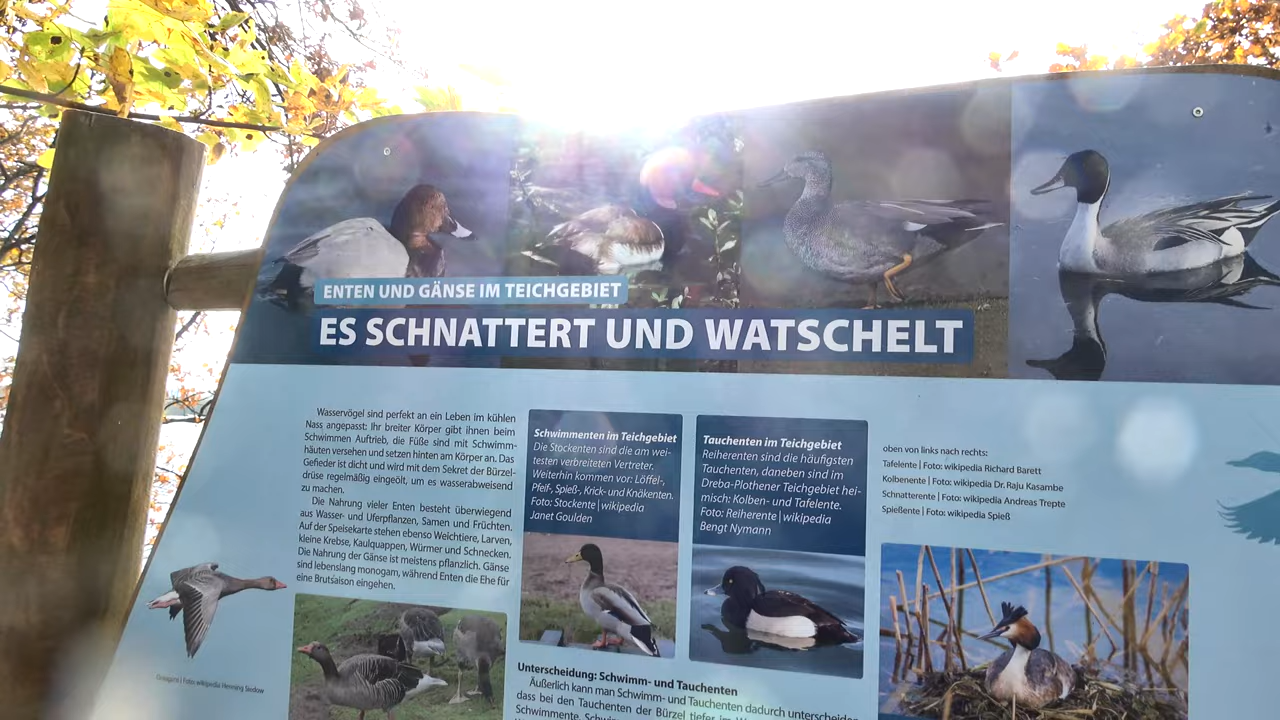 ENTEN UND GÄNSE IM TEICHGEBIET
ES SCHNATTERT UND WATSCHELT
Wasservögel sind perfekt an ein Leben im kühlen
Nass angepasst: Ihr breiter Körper gibt ihnen beim
Schwimmen Auftrieb, die Füße sind mit Schwimm-
häuten versehen und setzen hinten am Körper an. Das
Gefieder ist dicht und wird mit dem Sekret der Bürzel-
drüse regelmäßig eingeölt, um es wasserabweisend
zu machen.
Die Nahrung vieler Enten besteht überwiegend
aus Wasser- und Uferpflanzen, Samen und Früchten.
Auf der Speisekarte stehen ebenso Weichtiere, Larven,
kleine Krebse, Kaulquappen, Würmer und Schnecken.
Die Nahrung der Gänse ist meistens pflanzlich. Gänse
sind lebenslang monogam, während Enten die Ehe für
eine Brutsaison eingehen.
Graugans | Foto: wikipedia Henning Siedow
Schwimmenten im Teichgebiet
Die Stockenten sind die am wei-
testen verbreiteten Vertreter.
Weiterhin kommen vor: Löffel-,
Pfeif-, Spieß-, Krick- und Knäkenten.
Foto: Stockente | wikipedia
Janet Goulden
Tauchenten im Teichgebiet
Reiherenten sind die häufigsten
Tauchenten, daneben sind im
Dreba-Plothener Teichgebiet hei-
misch: Kolben- und Tafelente.
Foto: Reiherente | wikipedia
Bengt Nymann
oben von links nach rechts:
Tafelente | Foto: wikipedia Richard Barett
Kolbenente | Foto: wikipedia Dr. Raju Kasambe
Schnatterente | Foto: wikipedia Andreas Trepte
Spießente | Foto: wikipedia Spieß
Unterscheidung: Schwimm- und Tauchenten
Äußerlich kann man Schwimm- und Tauchenten dadurch unterscheiden
dass bei den Tauchenten der Bürzel tiefer im
Schwimmente,